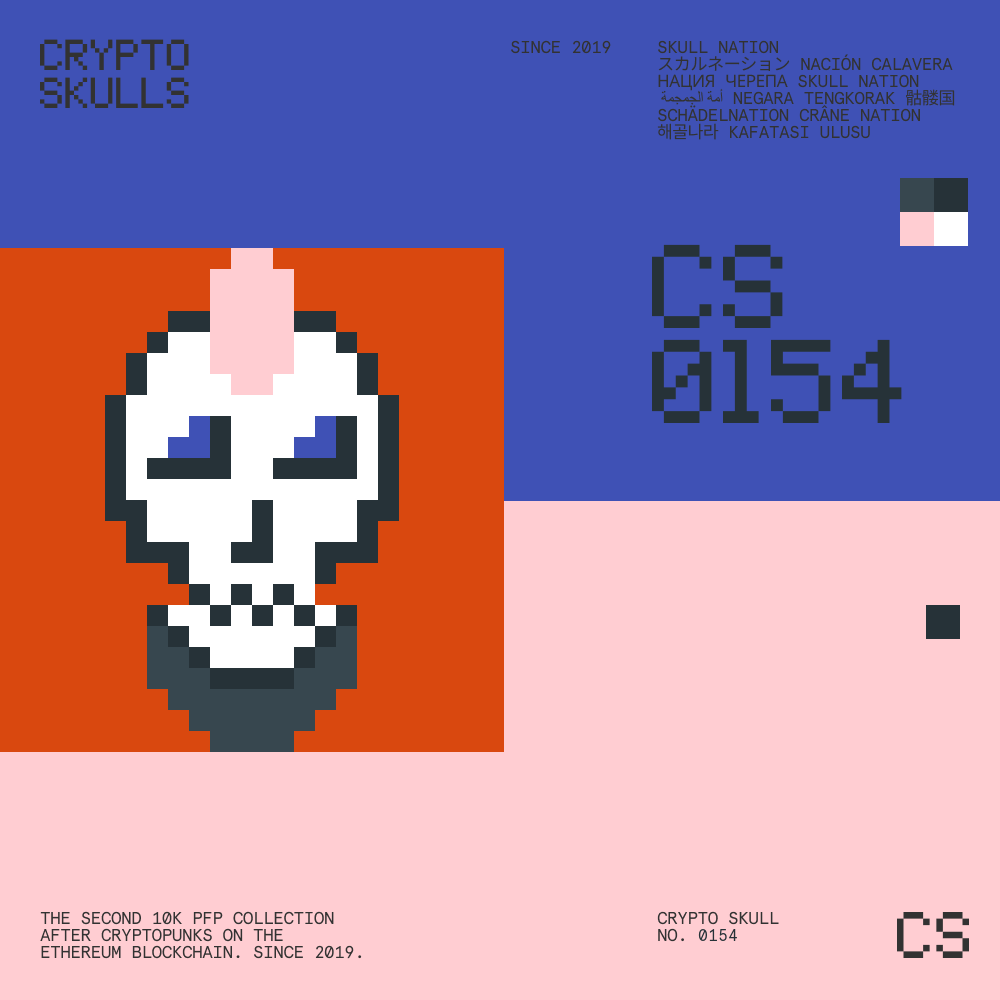 CRYPTO
SKULLS
SINCE 2019
SKULL NATION
スカルネーション NACIÓN CALAVERA
НАЦИЯ ЧЕРЕПА SKULL NATION
أمة الجمجمة NEGARA TENGKORAK 骷髅国
SCHÄDELNATION CRÂNE NATION
해골나라 KAFATASI ULUSU
CS
0154
THE SECOND 10K PFP COLLECTION
AFTER CRYPTOPUNKS ON THE
ETHEREUM BLOCKCHAIN. SINCE 2019.
CRYPTO SKULL
NO. 0154
CS